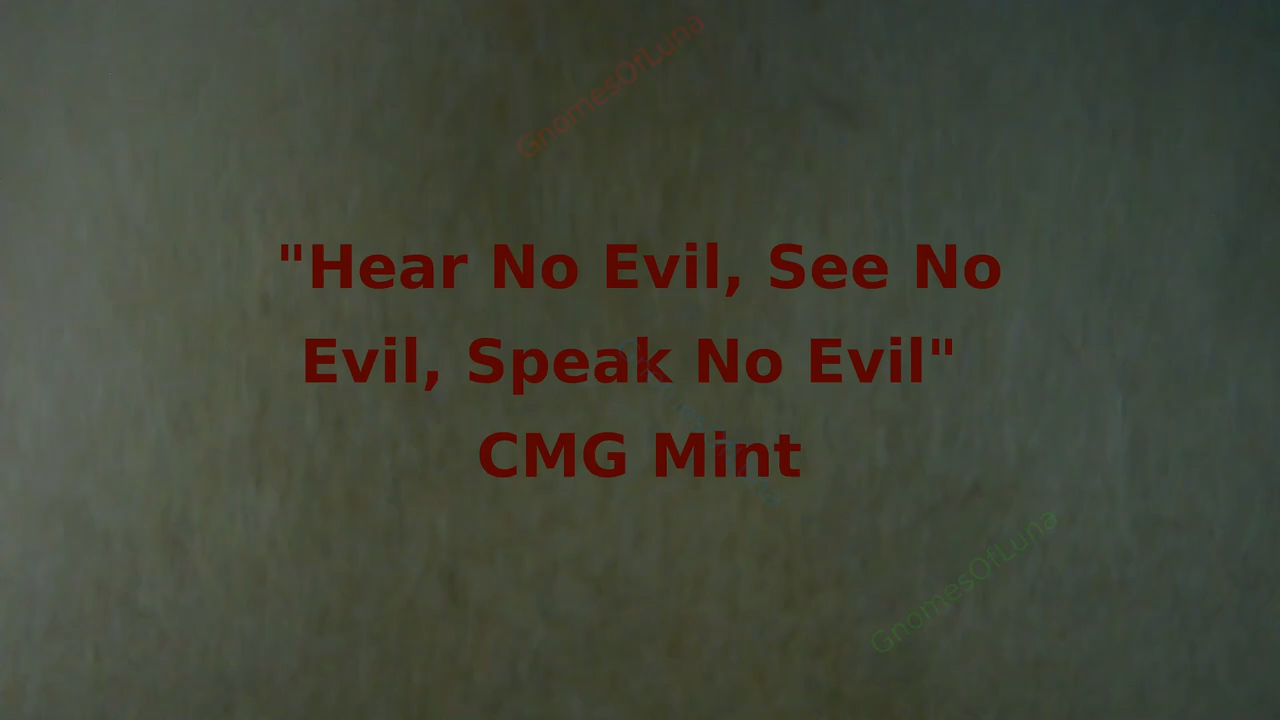 GnomesOfLuna
"Hear No Evil, See No
Evil, Speak No Evil"
CMG Mint
GnomesOfLuna